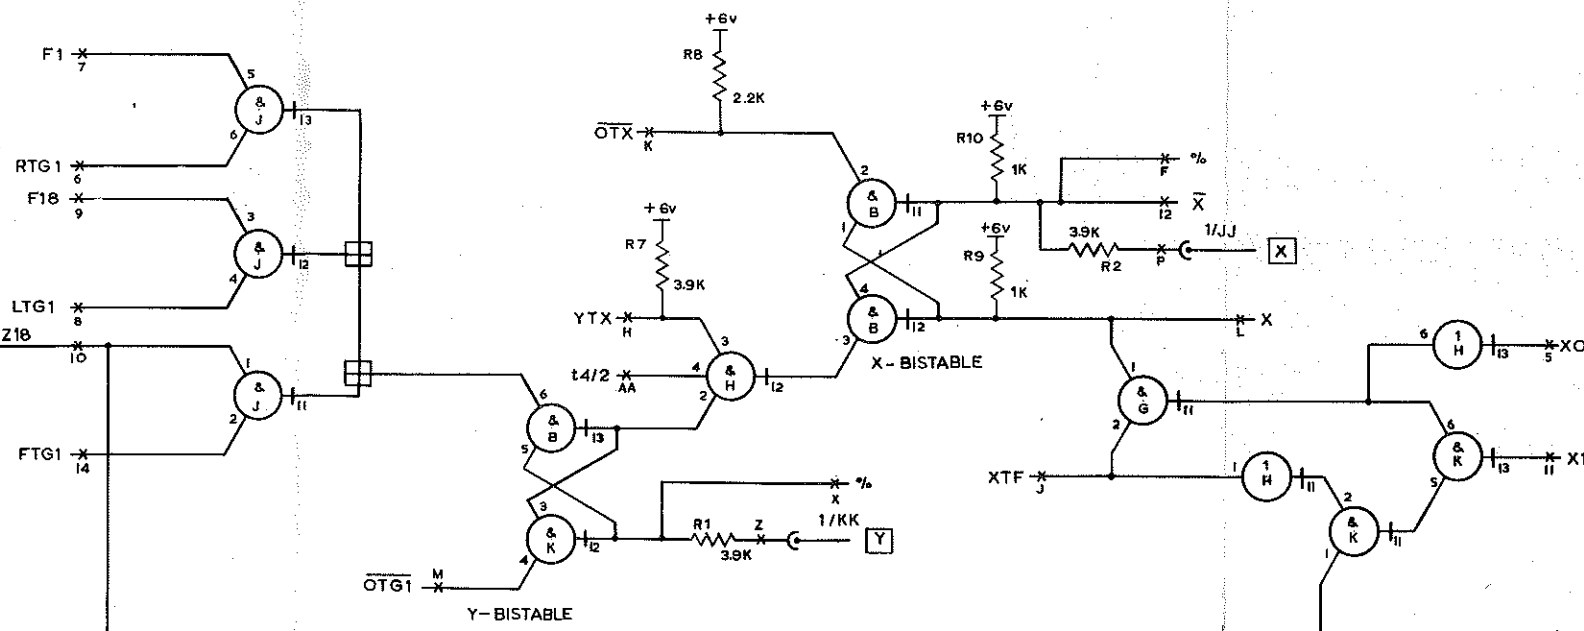 +6v
F1
7
5
&
J
13
6
RTG1
6
R8
2.2K
OTX
K
2
&
B
11
1
+6v
R10
1K
%
F
X
12
1/JJ
3.9K
R2
P
X
F18
9
3
&
J
12
4
LTG1
8
+6v
R7
3.9K
YTX
H
3
t4/2
AA
4
&
H
12
2
4
&
B
12
3
X-BISTABLE
+6v
R9
1K
X
L
Z18
10
1
&
J
11
2
FTG1
14
6
&
B
13
5
3
&
K
12
4
OTG1
M
Y-BISTABLE
%
X
R1
3.9K
Z
1/KK
Y
1
&
G
11
2
XTF
J
1
1
H
11
6
1
H
13
5
XO
6
&
K
13
5
11
X1
2
&
K
11
1